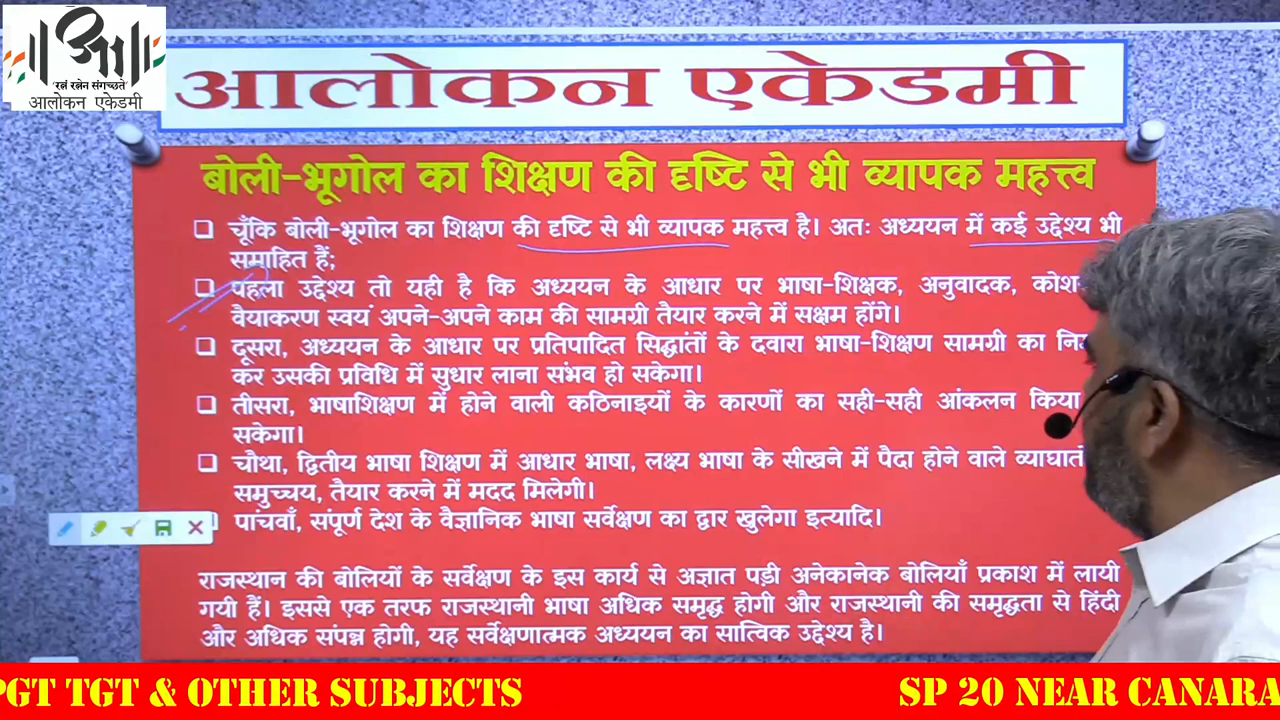 रत्नं रत्नेन संगच्छते
आलोकन एकेडमी
आलोकन एकेडमी
बोली-भूगोल का शिक्षण की दृष्टि से भी व्यापक महत्त्व
चूँकि बोली-भूगोल का शिक्षण की दृष्टि से भी व्यापक महत्त्व है। अतः अध्ययन में कई उद्देश्य भी
समाहित हैं;
पहला उद्देश्य तो यही है कि अध्ययन के आधार पर भाषा-शिक्षक, अनुवादक, कोश-
वैयाकरण स्वयं अपने-अपने काम की सामग्री तैयार करने में सक्षम होंगे।
दूसरा, अध्ययन के आधार पर प्रतिपादित सिद्धांतों के दवारा भाषा-शिक्षण सामग्री का
कर उसकी प्रविधि में सुधार लाना संभव हो सकेगा।
तीसरा, भाषाशिक्षण में होने वाली कठिनाइयों के कारणों का सही-सही आंकलन किया
सकेगा।
चौथा, द्वितीय भाषा शिक्षण में आधार भाषा, लक्ष्य भाषा के सीखने में पैदा होने वाले
समुच्चय, तैयार करने में मदद मिलेगी।
पांचवाँ, संपूर्ण देश के वैज्ञानिक भाषा सर्वेक्षण का द्वार खुलेगा इत्यादि।
राजस्थान की बोलियों के सर्वेक्षण के इस कार्य से अज्ञात पड़ी अनेकानेक बोलियाँ प्रकाश में लायी
गयी हैं। इससे एक तरफ राजस्थानी भाषा अधिक समृद्ध होगी और राजस्थानी की समृद्धता से हिंदी
और अधिक संपन्न होगी, यह सर्वेक्षणात्मक अध्ययन का सात्विक उद्देश्य है।
PGT TGT & OTHER SUBJECTS SP 20 NEAR CANARA